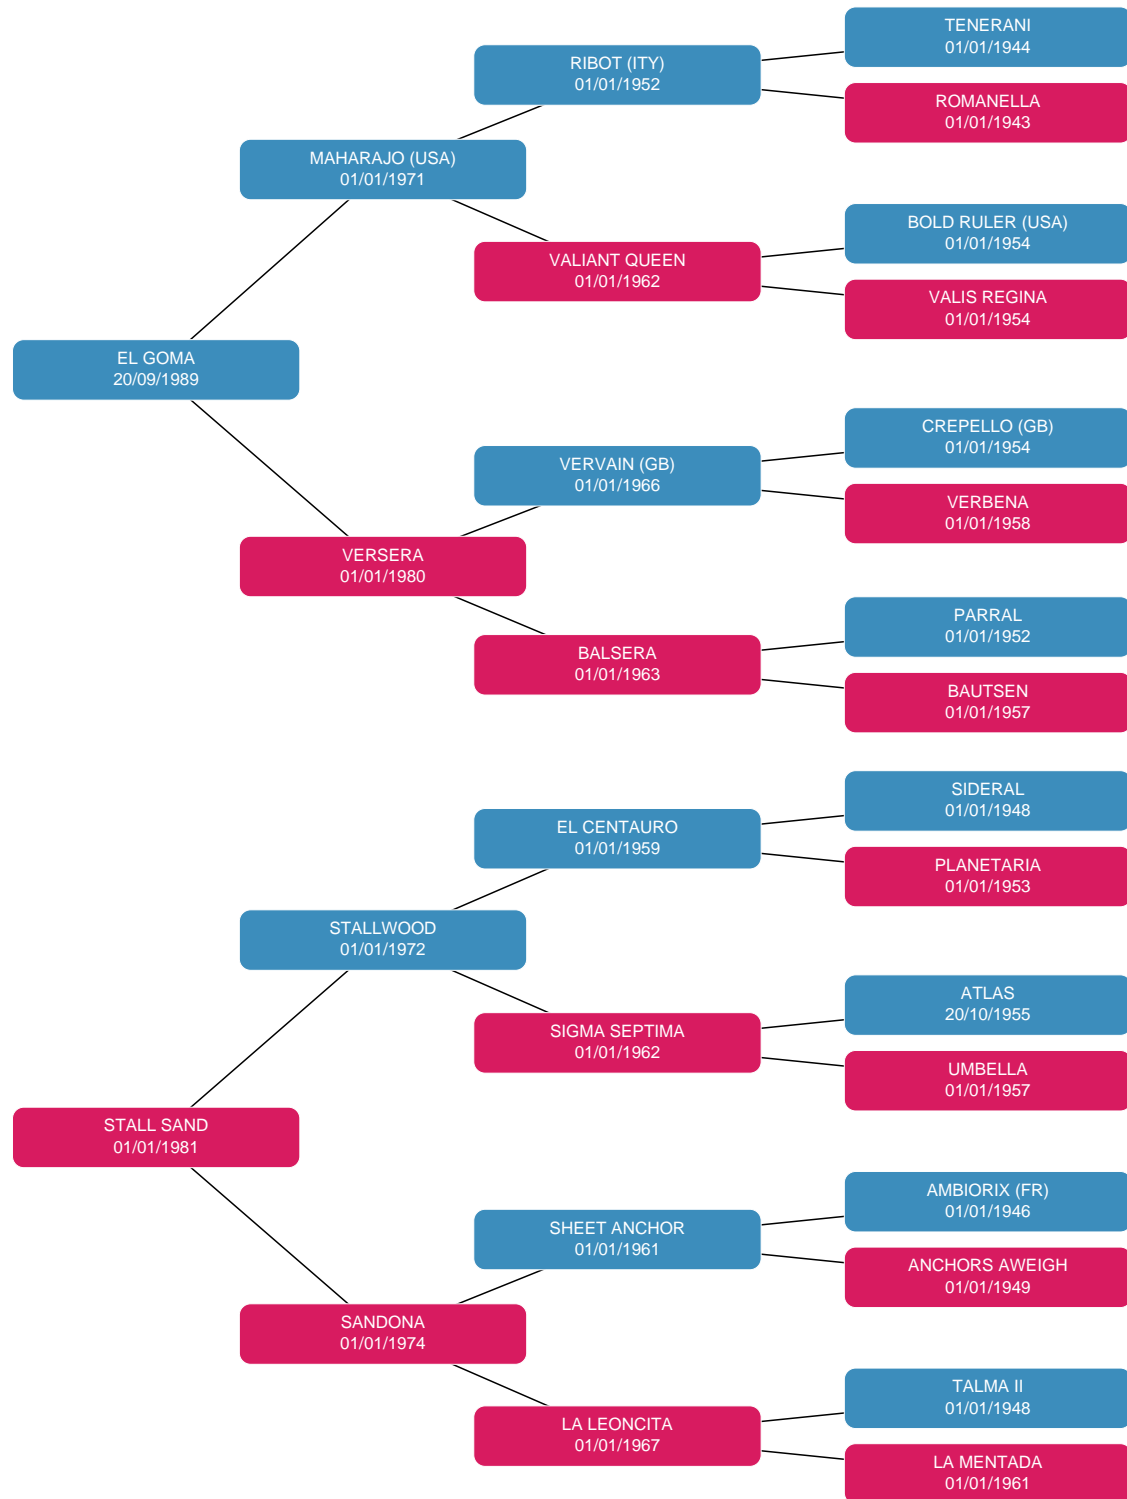 TENERANI
01/01/1944
RIBOT (ITY)
01/01/1952
ROMANELLA
01/01/1943
MAHARAJO (USA)
01/01/1971
BOLD RULER (USA)
01/01/1954
VALIANT QUEEN
01/01/1962
VALIS REGINA
01/01/1954
EL GOMA
20/09/1989
CREPELLO (GB)
01/01/1954
VERVAIN (GB)
01/01/1966
VERBENA
01/01/1958
VERSERA
01/01/1980
PARRAL
01/01/1952
BALSERA
01/01/1963
BAUTSEN
01/01/1957
SIDERAL
01/01/1948
EL CENTAURO
01/01/1959
PLANETARIA
01/01/1953
STALLWOOD
01/01/1972
ATLAS
20/10/1955
SIGMA SEPTIMA
01/01/1962
UMBELLA
01/01/1957
STALL SAND
01/01/1981
AMBIORIX (FR)
01/01/1946
SHEET ANCHOR
01/01/1961
ANCHORS AWEIGH
01/01/1949
SANDONA
01/01/1974
TALMA II
01/01/1948
LA LEONCITA
01/01/1967
LA MENTADA
01/01/1961